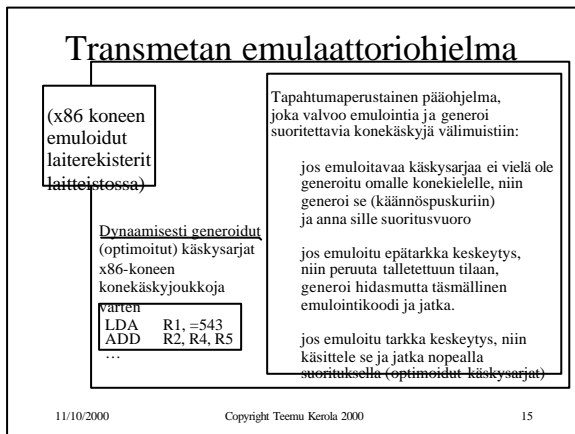 Transmetan emulaattoriohjelma
(x86 koneen
emuloidut
laiterekisterit
laitteistossa)
Dynaamisesti generoidut
(optimoitut) käskysarjat
x86-koneen
konekäskyjoukkoja
varten
LDA R1, =543
ADD R2, R4, R5
…
Tapahtumaperustainen pääohjelma,
joka valvoo emulointia ja generoi
suoritettavia konekäskyjä välimuistiin:
jos emuloitavaa käskysarjaa ei vielä ole
generoitu omalle konekielelle, niin
generoi se (käännöspuskuriin)
ja anna sille suoritusvuoro
jos emuloitu epätarkka keskeytys,
niin peruuta talletettuun tilaan,
generoi hidasmutta täsmällinen
emulointikoodi ja jatka.
jos emuloitu tarkka keskeytys, niin
käsittele se ja jatka nopealla
suorituksella (optimoidut käskysarjat)
11/10/2000 Copyright Teemu Kerola 2000 15